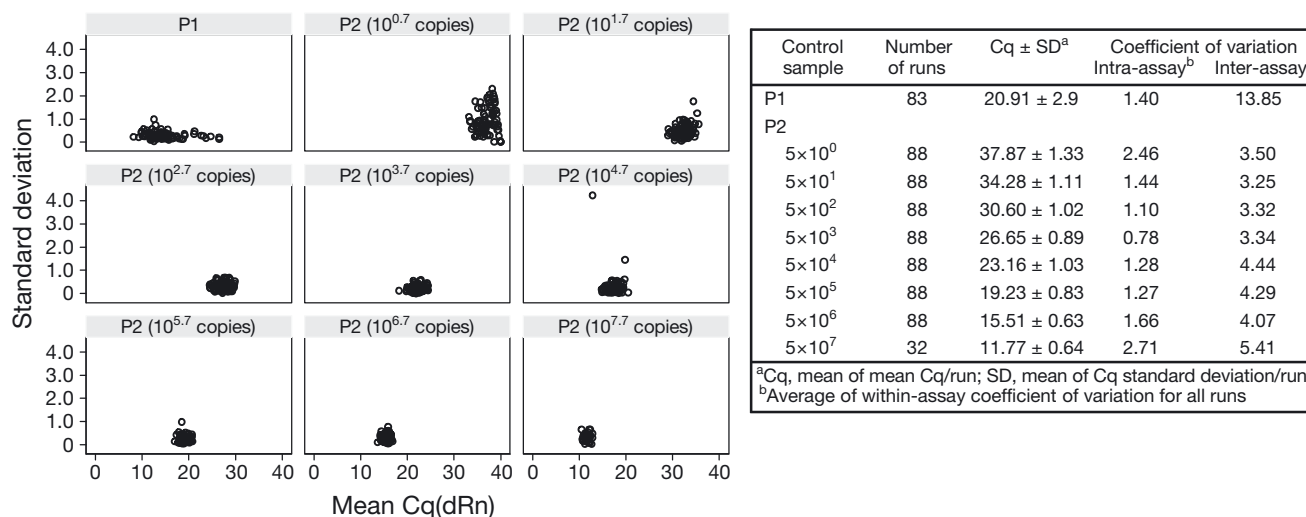 P1 P2 (10^0.7 copies) P2 (10^1.7 copies)
4.0
3.0
2.0
1.0
0
P2 (10^2.7 copies) P2 (10^3.7 copies) P2 (10^4.7 copies)
4.0
3.0
2.0
1.0
0
P2 (10^5.7 copies) P2 (10^6.7 copies) P2 (10^7.7 copies)
4.0
3.0
2.0
1.0
0
0 10 20 30 40 0 10 20 30 40 0 10 20 30 40
Standard deviation
Mean Cq(dRn)
Control Number Cq ± SD^a Coefficient of variation
sample of runs Intra-assay^b Inter-assay
P1 83 20.91 ± 2.9 1.40 13.85
P2
5×10^0 88 37.87 ± 1.33 2.46 3.50
5×10^1 88 34.28 ± 1.11 1.44 3.25
5×10^2 88 30.60 ± 1.02 1.10 3.32
5×10^3 88 26.65 ± 0.89 0.78 3.34
5×10^4 88 23.16 ± 1.03 1.28 4.44
5×10^5 88 19.23 ± 0.83 1.27 4.29
5×10^6 88 15.51 ± 0.63 1.66 4.07
5×10^7 32 11.77 ± 0.64 2.71 5.41
^aCq, mean of mean Cq/run; SD, mean of Cq standard deviation/run
^bAverage of within-assay coefficient of variation for all runs